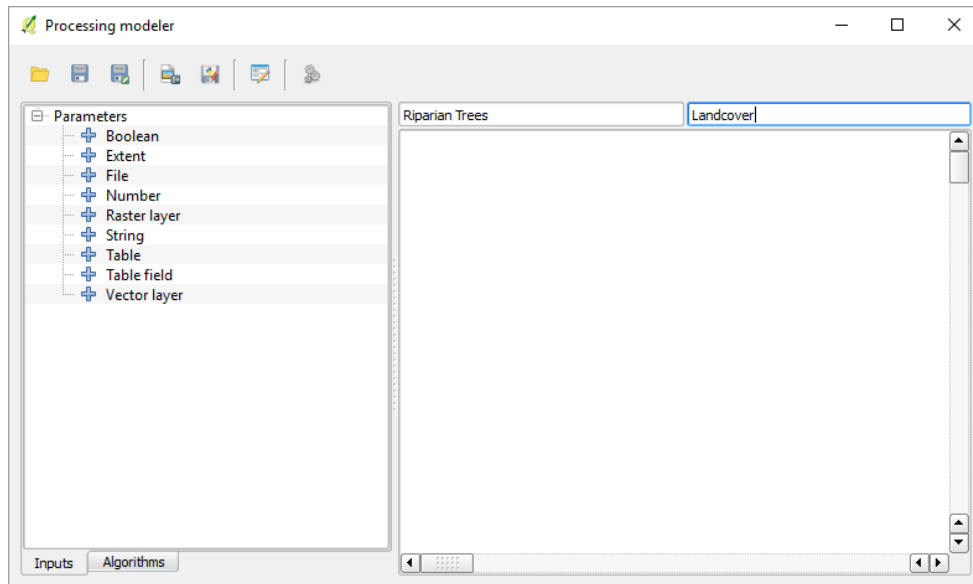 Processing modeler
Parameters
Riparian Trees Landcover
Boolean
Extent
File
Number
Raster layer
String
Table
Table field
Vector layer
Inputs Algorithms